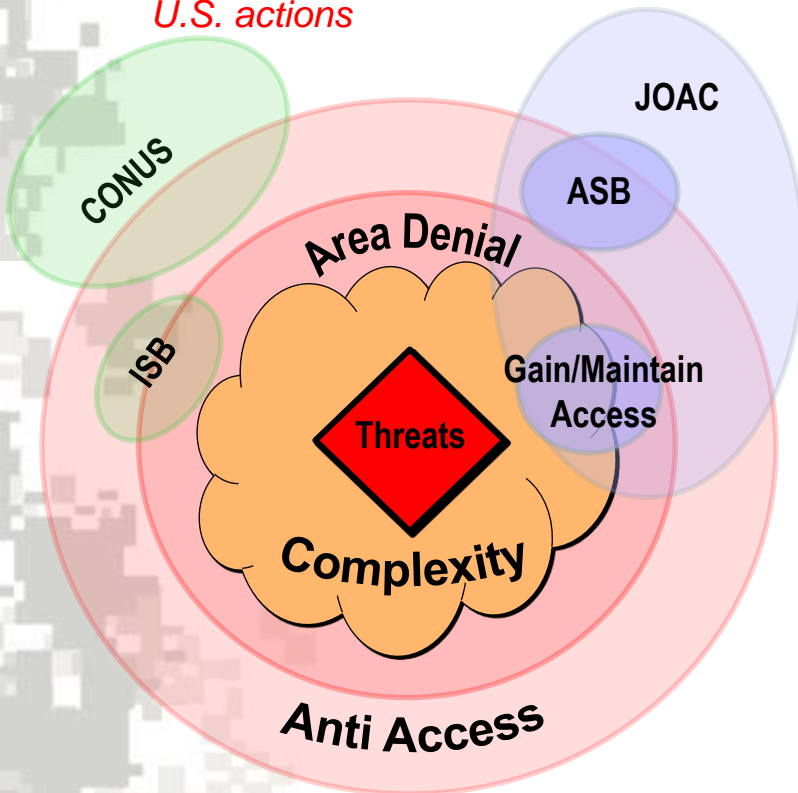 U.S. actions
JOAC
CONUS
ASB
Area Denial
ISB
Gain/Maintain
Access
Threats
Complexity
Anti Access